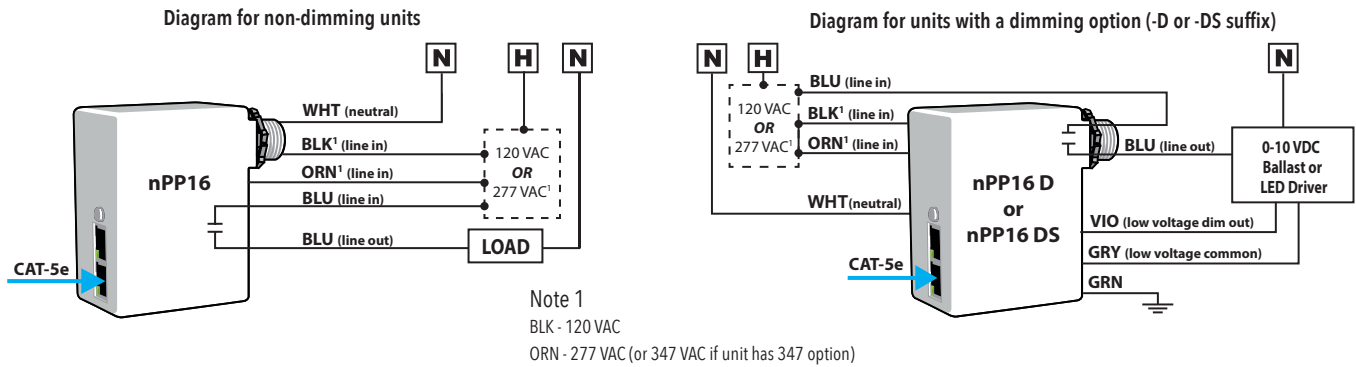 Diagram for non-dimming units
N
H
N
WHT (neutral)
BLK¹ (line in)
ORN¹ (line in)
BLU (line in)
BLU (line out)
120 VAC
OR
277 VAC¹
LOAD
nPP16
CAT-5e
Note 1
BLK - 120 VAC
ORN - 277 VAC (or 347 VAC if unit has 347 option)
Diagram for units with a dimming option (-D or -DS suffix)
N
H
N
BLU (line in)
120 VAC
OR
277 VAC¹
BLK¹ (line in)
ORN¹ (line in)
WHT(neutral)
BLU (line out)
0-10 VDC
Ballast or
LED Driver
nPP16 D
or
nPP16 DS
VIO (low voltage dim out)
GRY (low voltage common)
GRN
CAT-5e